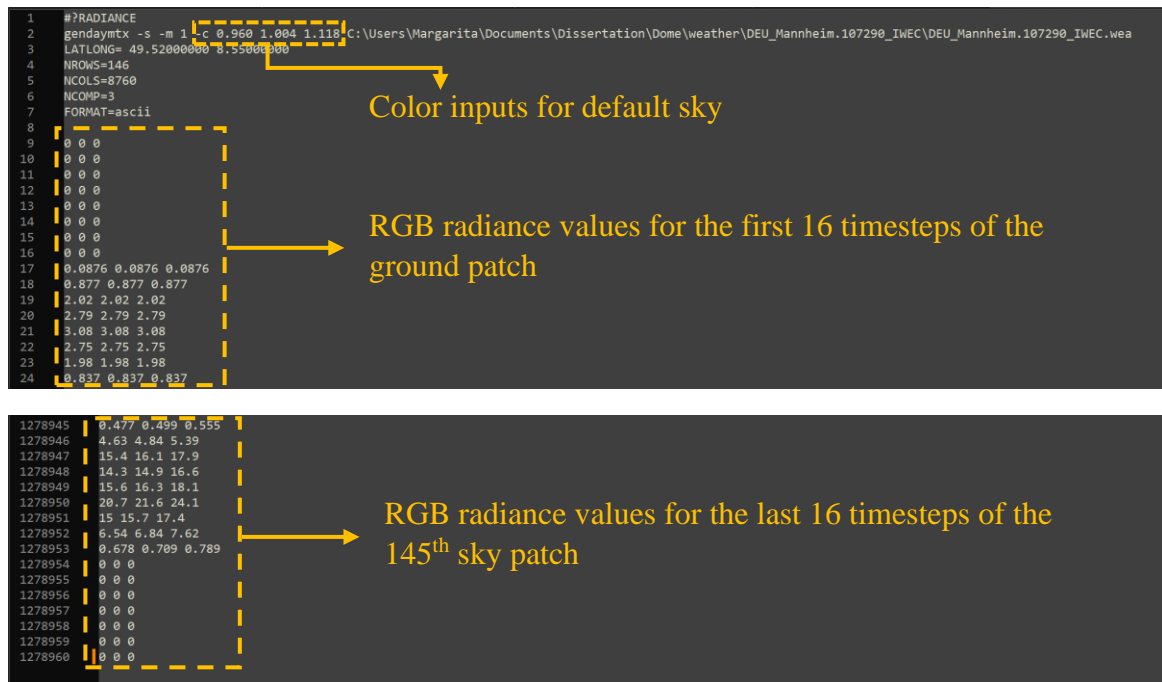 1 #?RADIANCE
2 gendaymtx -s -m 1 -c 0.960 1.004 1.118 C:\Users\Margarita\Documents\Dissertation\Dome\weather\DEU_Mannheim.107290_IWEC\DEU_Mannheim.107290_IWEC.wea
3 LATLONG= 49.52000000 8.55000000
4 NROWS=146
5 NCOLS=8760
6 NCOMP=3
7 FORMAT=ascii
Color inputs for default sky
8
9 0 0 0
10 0 0 0
11 0 0 0
12 0 0 0
13 0 0 0
14 0 0 0
15 0 0 0
16 0 0 0
17 0.0876 0.0876 0.0876
18 0.877 0.877 0.877
19 2.02 2.02 2.02
20 2.79 2.79 2.79
21 3.08 3.08 3.08
22 2.75 2.75 2.75
23 1.98 1.98 1.98
24 0.837 0.837 0.837
RGB radiance values for the first 16 timesteps of the
ground patch
1278945 0.477 0.499 0.555
1278946 4.63 4.84 5.39
1278947 15.4 16.1 17.9
1278948 14.3 14.9 16.6
1278949 15.6 16.3 18.1
1278950 20.7 21.6 24.1
1278951 15 15.7 17.4
1278952 6.54 6.84 7.62
1278953 0.678 0.709 0.789
1278954 0 0 0
1278955 0 0 0
1278956 0 0 0
1278957 0 0 0
1278958 0 0 0
1278959 0 0 0
1278960 0 0 0
RGB radiance values for the last 16 timesteps of the
145th sky patch